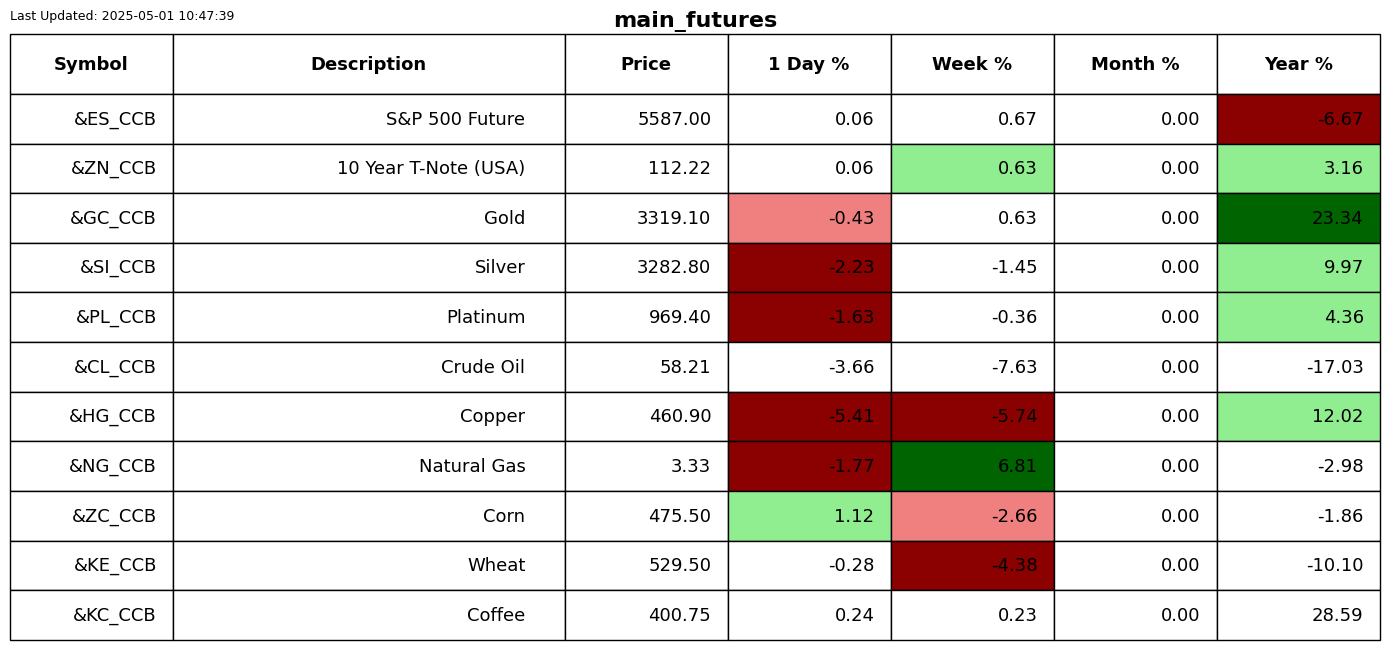 Last Updated: 2025-05-01 10:47:39
main_futures
Symbol Description Price 1 Day % Week % Month % Year %
&ES_CCB S&P 500 Future 5587.00 0.06 0.67 0.00 -6.67
&ZN_CCB 10 Year T-Note (USA) 112.22 0.06 0.63 0.00 3.16
&GC_CCB Gold 3319.10 -0.43 0.63 0.00 23.34
&SI_CCB Silver 3282.80 -2.23 -1.45 0.00 9.97
&PL_CCB Platinum 969.40 -1.63 -0.36 0.00 4.36
&CL_CCB Crude Oil 58.21 -3.66 -7.63 0.00 -17.03
&HG_CCB Copper 460.90 -5.41 -5.74 0.00 12.02
&NG_CCB Natural Gas 3.33 -1.77 6.81 0.00 -2.98
&ZC_CCB Corn 475.50 1.12 -2.66 0.00 -1.86
&KE_CCB Wheat 529.50 -0.28 -4.38 0.00 -10.10
&KC_CCB Coffee 400.75 0.24 0.23 0.00 28.59